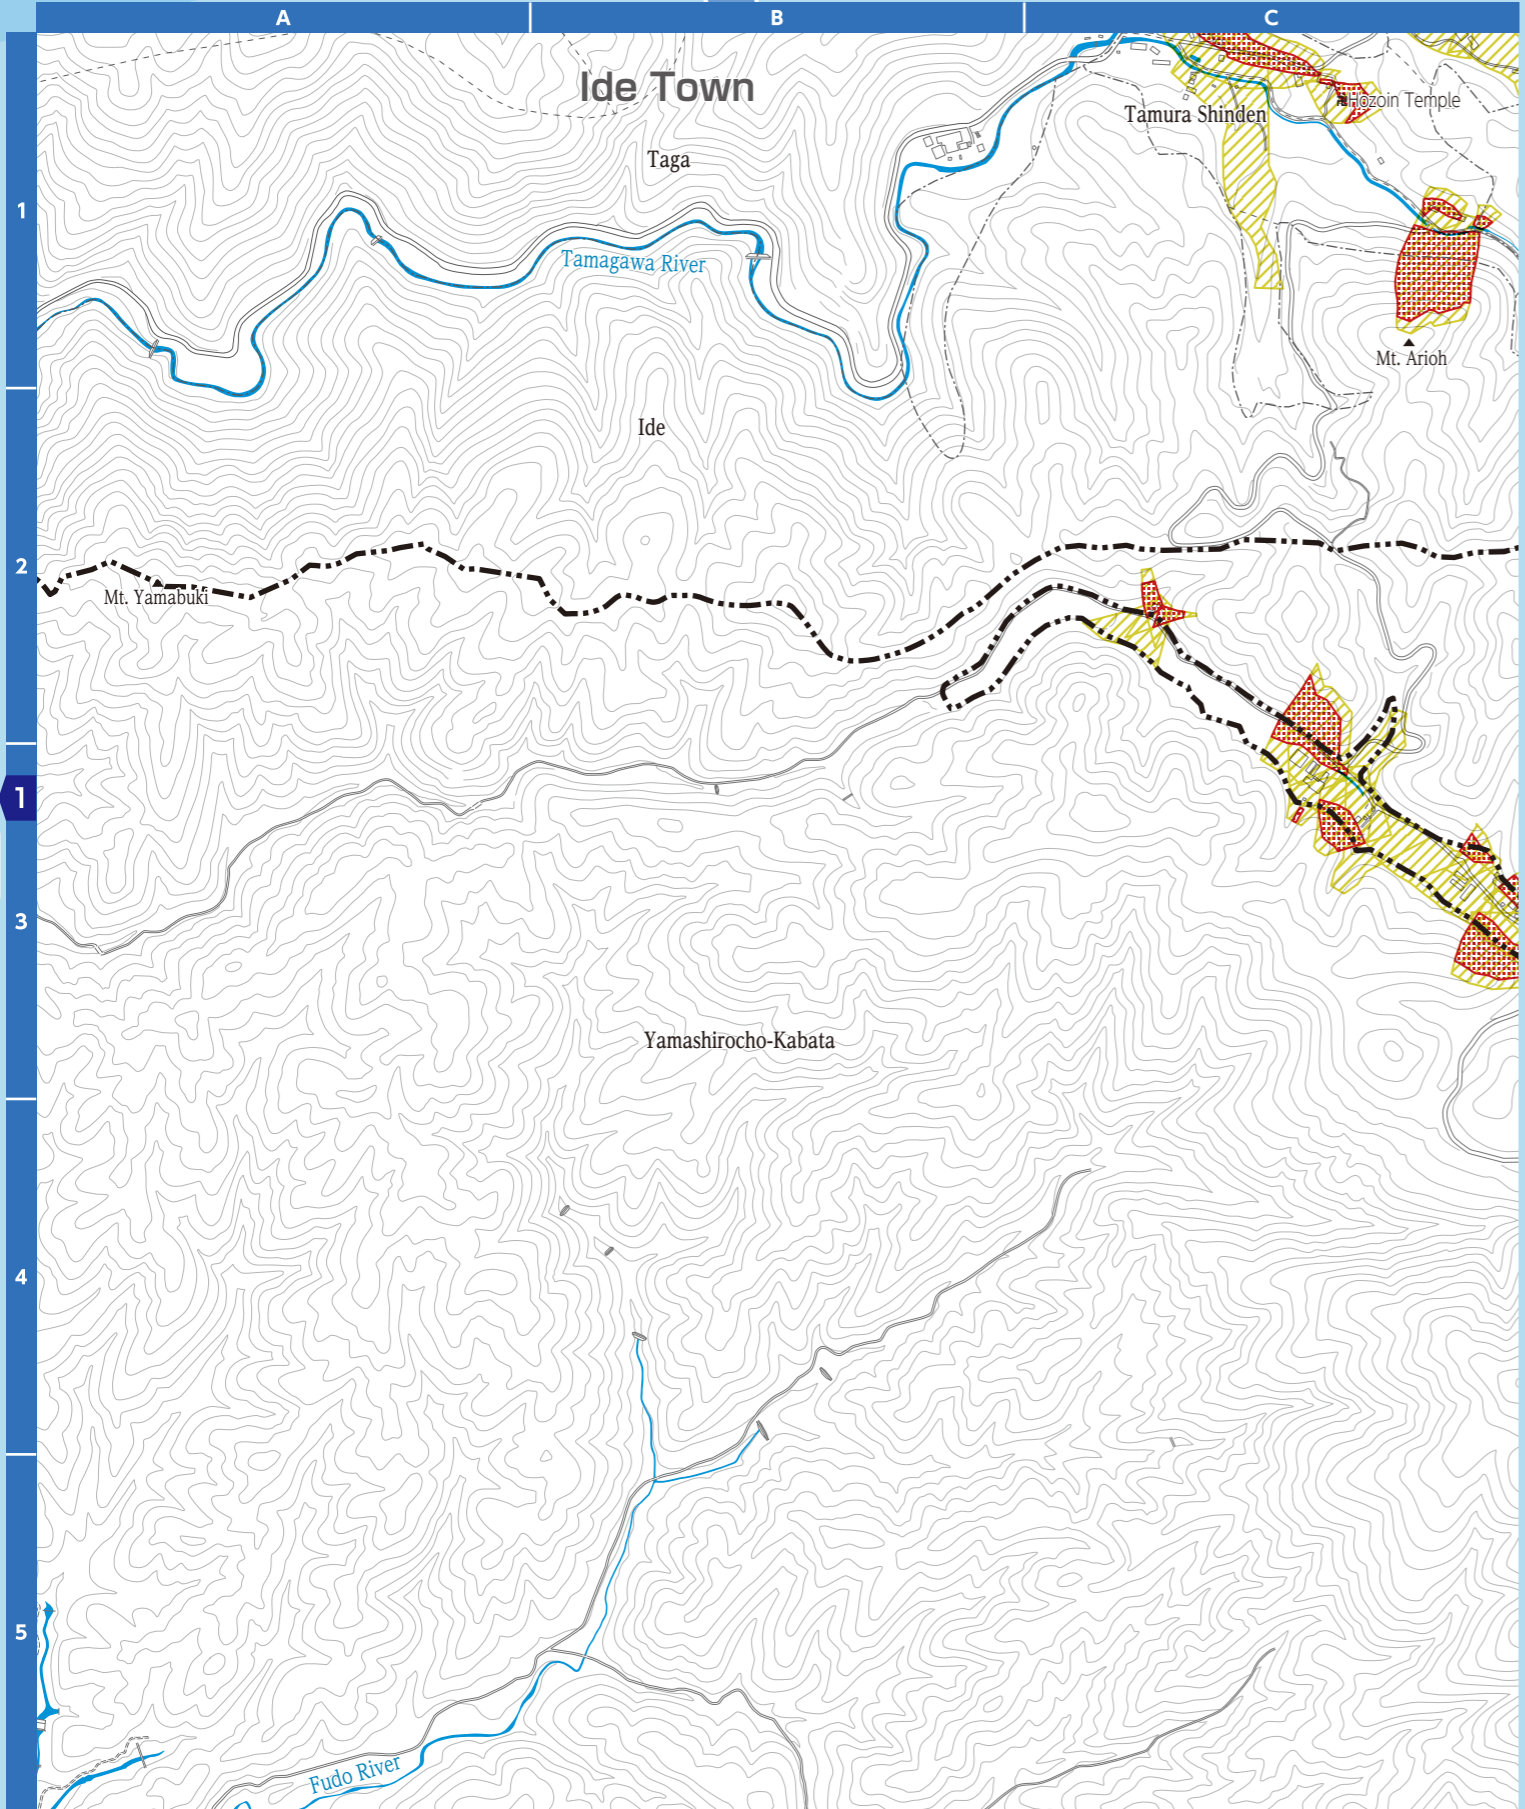 A B C
Ide Town
Hozoin Temple
Tamura Shinden
Taga
1
Tamagawa River
Mt. Arioh
Ide
2
Mt. Yamabuki
1
3
Yamashirocho-Kabata
4
5
Fudo River